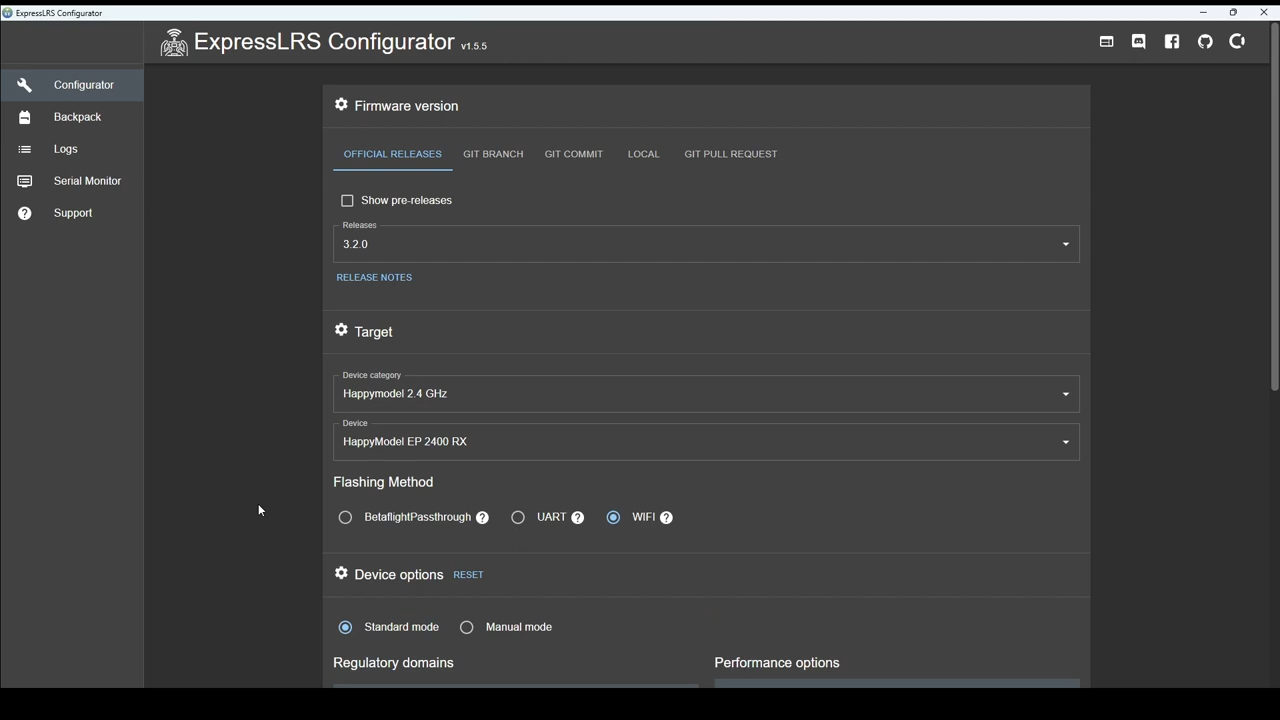 ExpressLRS Configurator
ExpressLRS Configurator v1.5.5
Configurator
Backpack
Logs
Serial Monitor
Support
Firmware version
OFFICIAL RELEASES GIT BRANCH GIT COMMIT LOCAL GIT PULL REQUEST
Show pre-releases
Releases
3.2.0
RELEASE NOTES
Target
Device category
Happymodel 2.4 GHz
Device
HappyModel EP 2400 RX
Flashing Method
BetaflightPassthrough ? UART ? WIFI ?
Device options RESET
Standard mode Manual mode
Regulatory domains Performance options